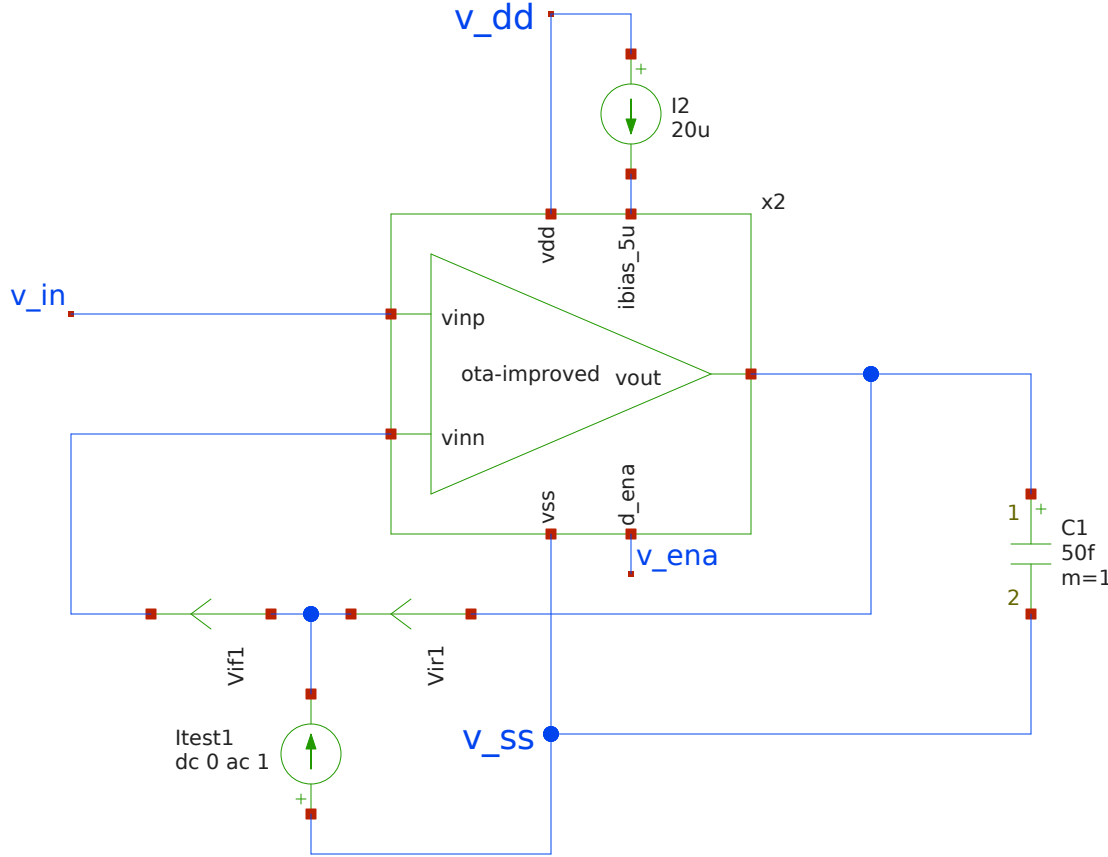 v_dd
I2
20u
x2
vdd
ibias_5u
v_in
vinp
ota-improved
vout
vinn
vss
d_ena
v_ena
1
C1
50f
m=1
2
Vif1
Vir1
Itest1
dc 0 ac 1
v_ss